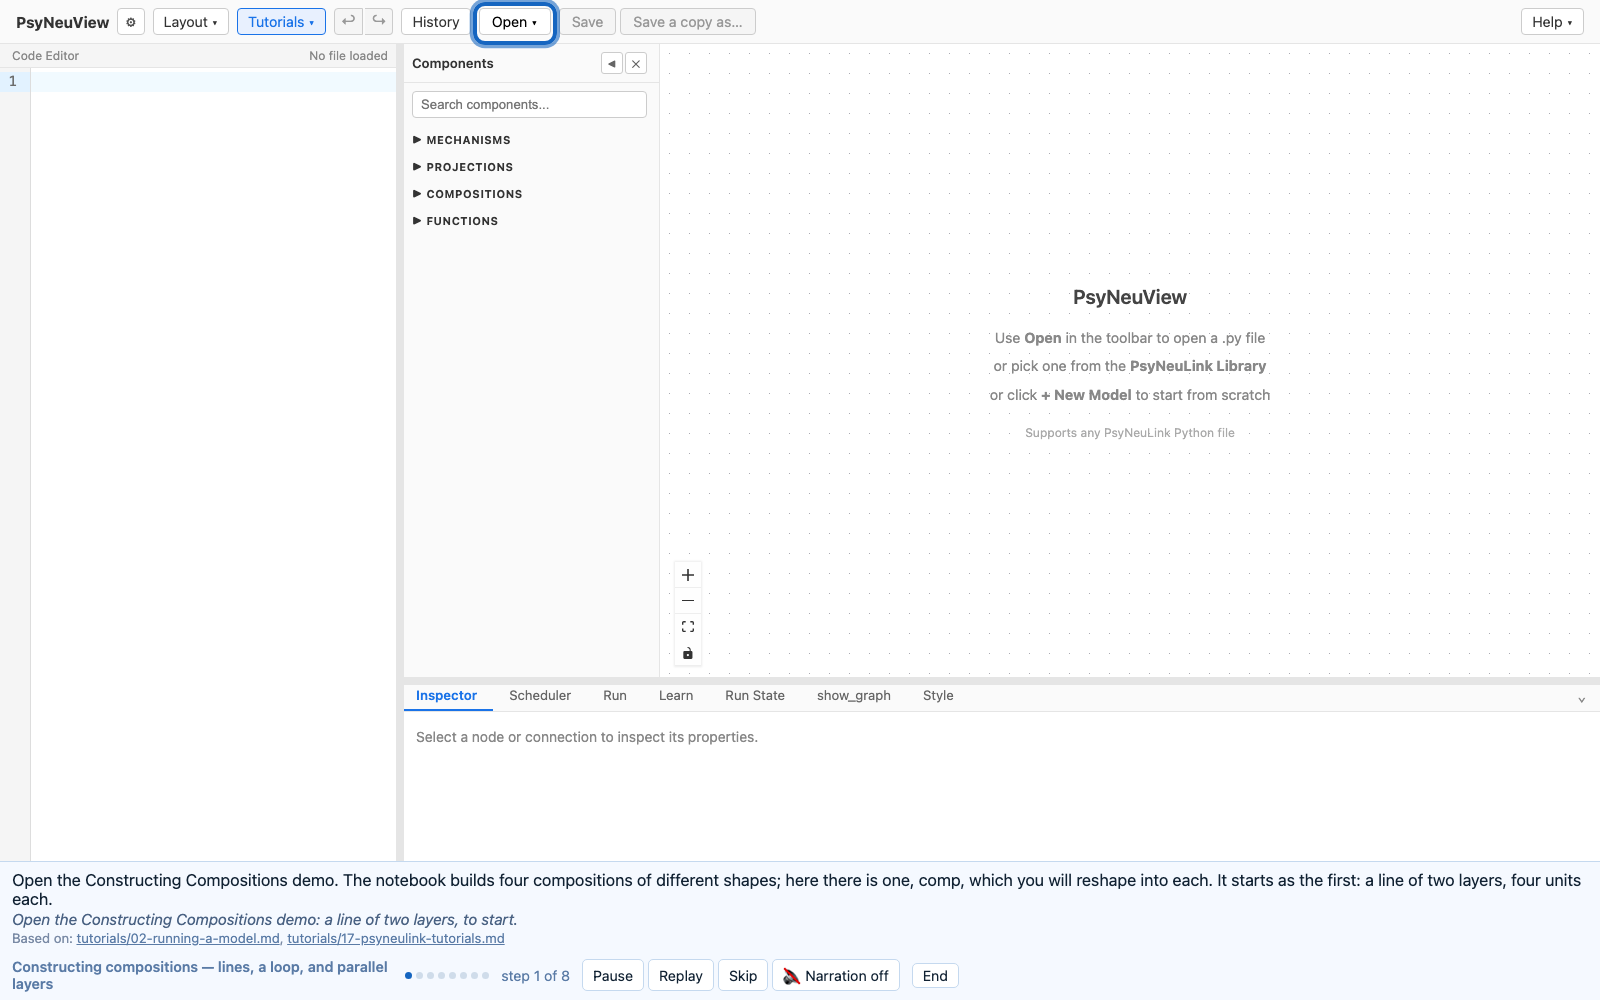 PsyNeuView
Layout ▾
Tutorials ▾
History
Open ▾
Save
Save a copy as...
Help ▾
Code Editor
No file loaded
1
Components
Search components...
MECHANISMS
PROJECTIONS
COMPOSITIONS
FUNCTIONS
PsyNeuView
Use Open in the toolbar to open a .py file
or pick one from the PsyNeuLink Library
or click + New Model to start from scratch
Supports any PsyNeuLink Python file
Inspector
Scheduler
Run
Learn
Run State
show_graph
Style
Select a node or connection to inspect its properties.
Open the Constructing Compositions demo. The notebook builds four compositions of different shapes; here there is one, comp, which you will reshape into each. It starts as the first: a line of two layers, four units
each.
Open the Constructing Compositions demo: a line of two layers, to start.
Based on: tutorials/02-running-a-model.md, tutorials/17-psyneulink-tutorials.md
Constructing compositions — lines, a loop, and parallel
layers
step 1 of 8
Pause
Replay
Skip
Narration off
End